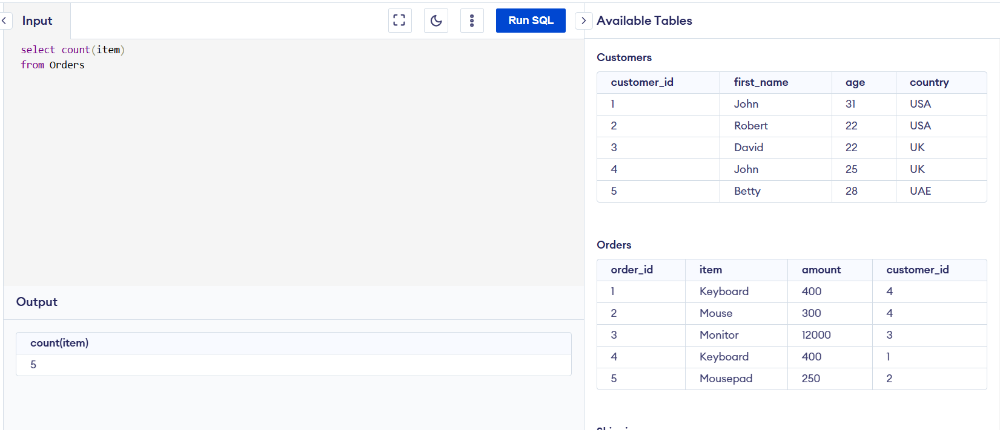 Input
Run SQL
select count(item)
from Orders
Output
count(item)
5
Available Tables
Customers
customer_id first_name age country
1 John 31 USA
2 Robert 22 USA
3 David 22 UK
4 John 25 UK
5 Betty 28 UAE
Orders
order_id item amount customer_id
1 Keyboard 400 4
2 Mouse 300 4
3 Monitor 12000 3
4 Keyboard 400 1
5 Mousepad 250 2